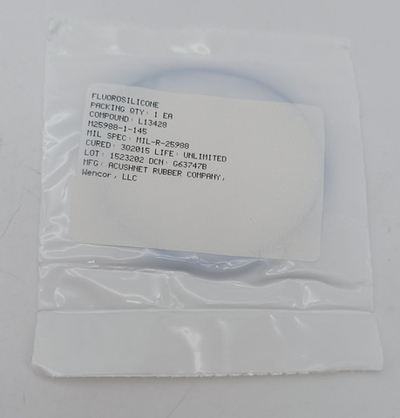 FLUOROSILICONE
PACKING QTY: 1 EA
COMPOUND: L13428
M25988-1-145
MIL SPEC: MIL-R-25988
CURED: 3Q2015 LIFE: UNLIMITED
LOT: 1523202 DCN: G63747B
MFG: ACUSHNET RUBBER COMPANY,
Wencor, LLC